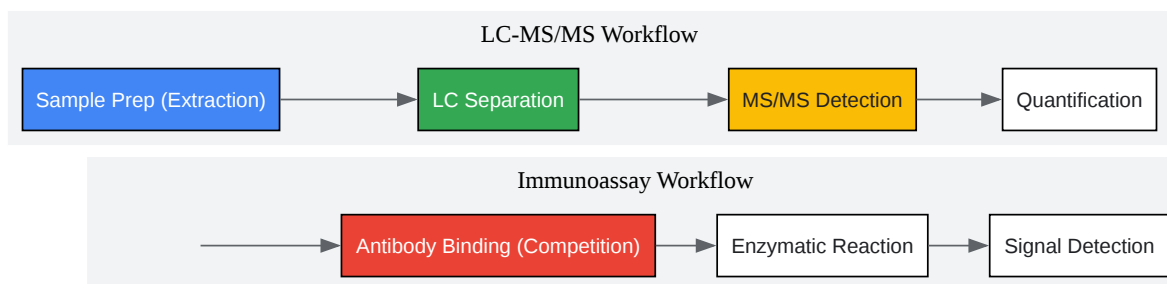 LC-MS/MS Workflow
Sample Prep (Extraction)
LC Separation
MS/MS Detection
Quantification
Immunoassay Workflow
Antibody Binding (Competition)
Enzymatic Reaction
Signal Detection